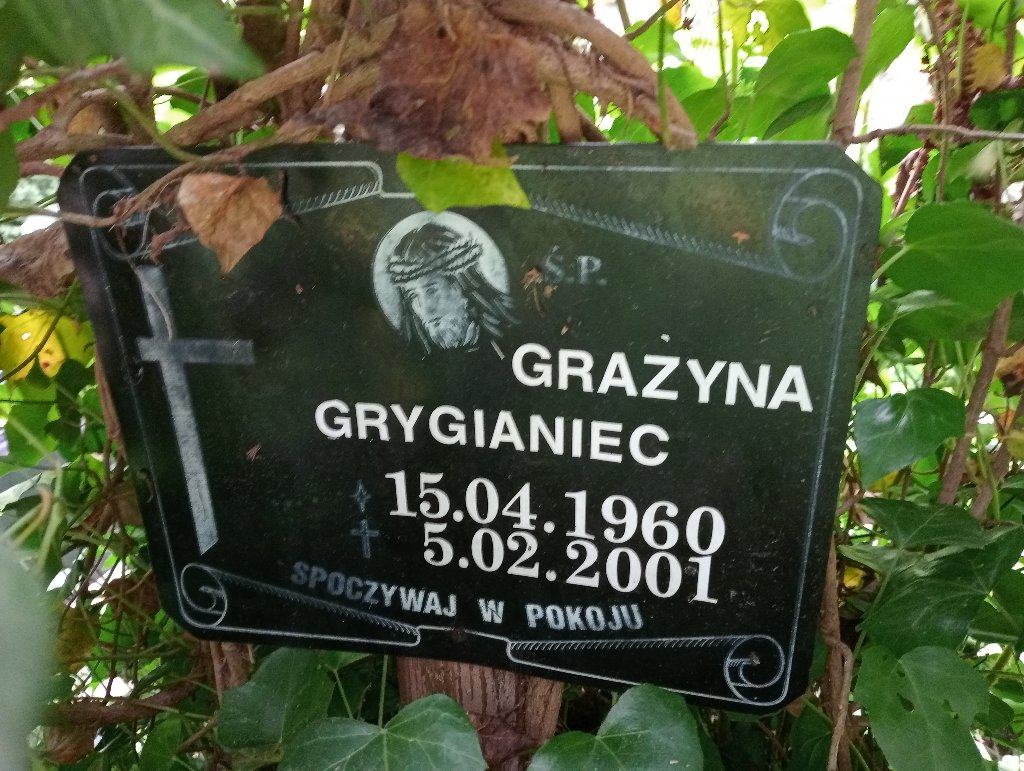 Ś.P.
GRAŻYNA
GRYGIANIEC
15.04.1960
5.02.2001
SPOCZYWAJ W POKOJU